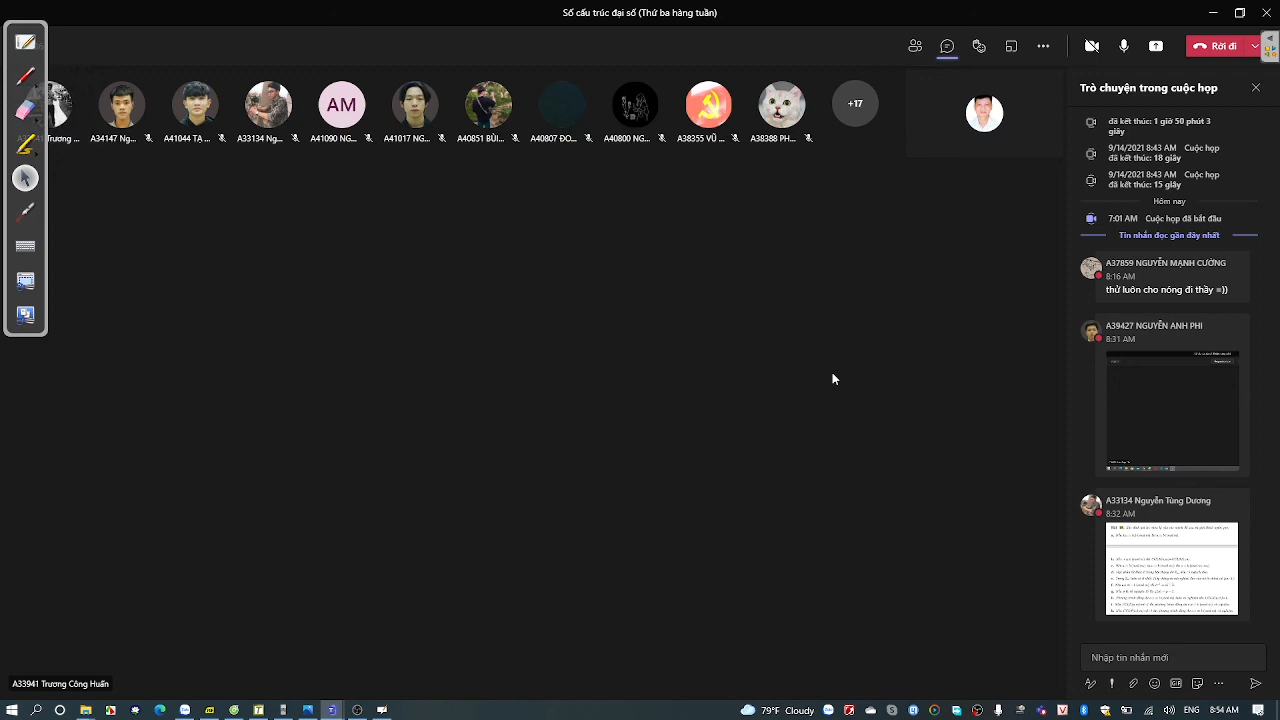 Số cấu trúc đại số (Thứ ba hàng tuần)
Rời đi
Trương ...
A34147 Ng...
A41044 TẠ ...
A33134 Ng...
AM
A41090 NG...
A41017 NG...
A40851 BÙI...
A40807 ĐO...
A40800 NG...
A38355 VŨ ...
A38388 PH...
17
Trò chuyện trong cuộc họp
đã kết thúc: 1 giờ 50 phút 3
giây
9/14/2021 8:43 AM Cuộc họp
đã kết thúc: 18 giây
9/14/2021 8:43 AM Cuộc họp
đã kết thúc: 15 giây
Hôm nay
7:01 AM Cuộc họp đã bắt đầu
Tin nhắn đọc gần đây nhất
A37859 NGUYỄN MẠNH CƯỜNG
8:16 AM
thử luôn cho nóng đi thầy =))
A39427 NGUYỄN ANH PHI
8:31 AM
A33134 Nguyễn Tùng Dương
8:32 AM
Nhập tin nhắn mới
GIF
A33941 Trương Công Huấn
79°F Cloudy
8:54 AM